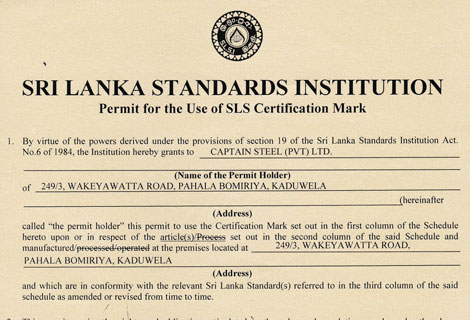 SLSI
SRI LANKA STANDARDS INSTITUTION
Permit for the Use of SLS Certification Mark
1. By virtue of the powers derived under the provisions of section 19 of the Sri Lanka Standards Institution Act.
No.6 of 1984, the Institution hereby grants to CAPTAIN STEEL (PVT) LTD.
(Name of the Permit Holder)
of 249/3, WAKEYAWATTA ROAD, PAHALA BOMIRIYA, KADUWELA
(hereinafter
(Address)
called "the permit holder" this permit to use the Certification Mark set out in the first column of the Schedule
hereto upon or in respect of the article(s)/Process set out in the second column of the said Schedule and
manufactured/processed/operated at the premises located at 249/3, WAKEYAWATTA ROAD,
PAHALA BOMIRIYA, KADUWELA
(Address)
and which are in conformity with the relevant Sri Lanka Standard(s) referred to in the third column of the said
schedule as amended or revised from time to time.